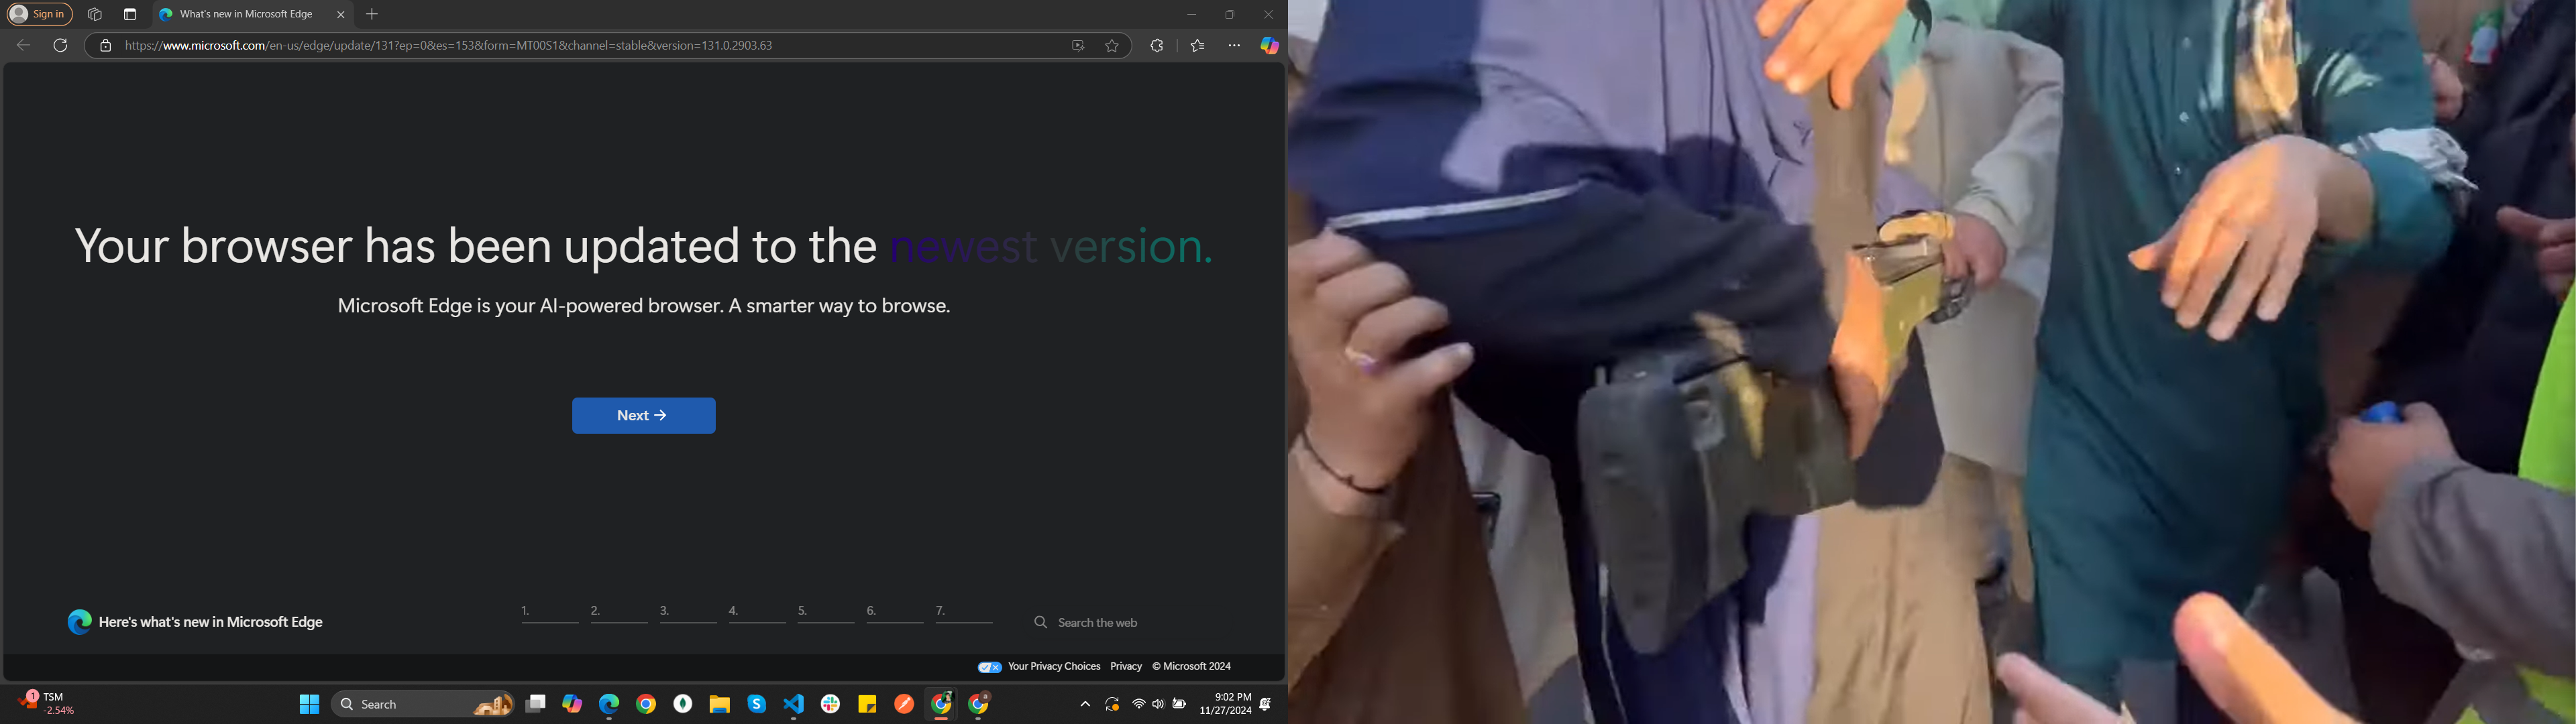 Sign in
What's new in Microsoft Edge
https://www.microsoft.com/en-us/edge/update/131?ep=0&es=153&form=MT00S1&channel=stable&version=131.0.2903.63
Your browser has been updated to the newest version.
Microsoft Edge is your AI-powered browser. A smarter way to browse.
Next →
1. 2. 3. 4. 5. 6. 7.
Here's what's new in Microsoft Edge
Search the web
Your Privacy Choices Privacy © Microsoft 2024
1
TSM
-2.54%
Search
S
a
9:02 PM
11/27/2024